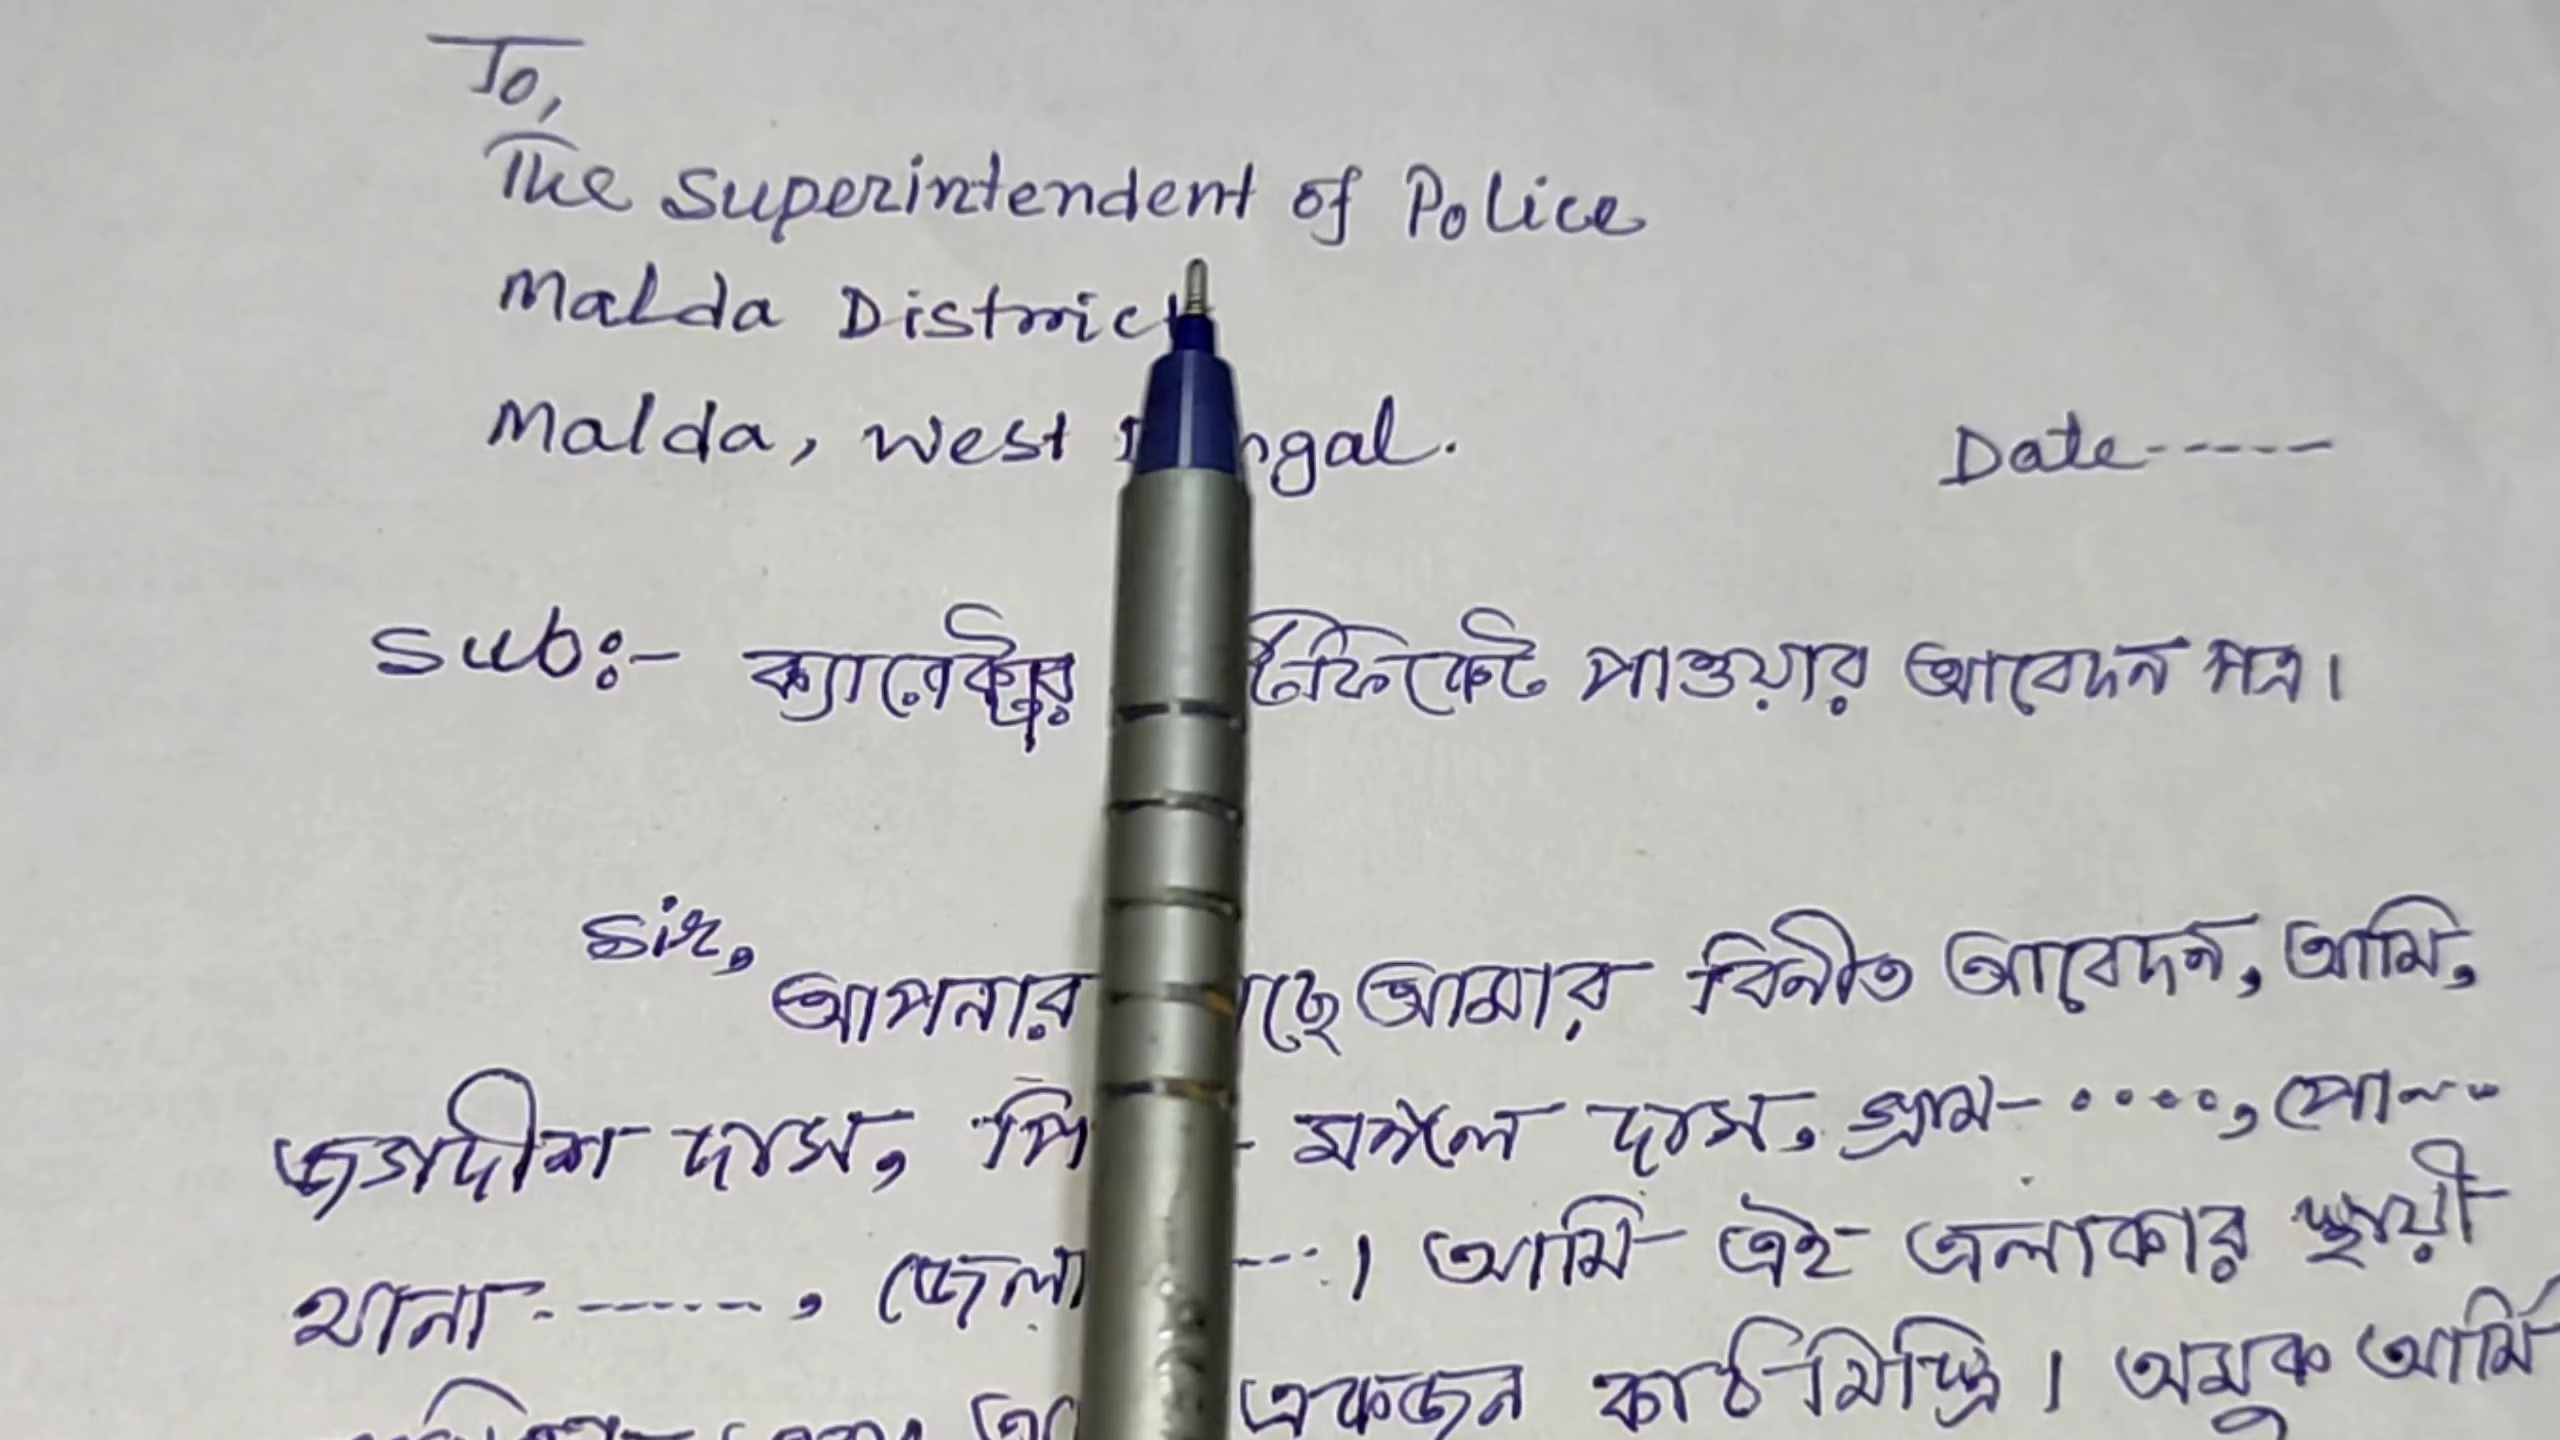 To,
The Superintendent of Police
Malda District
Malda, West Bengal.
Date-----
Sub:- ক্যারেক্টার টিফিকেট পাওয়ার আবেদন পত্র।
Sir,
আপনার কাছে আমার বিনীত আবেদন, আমি,
জগদীশ দাস, পি - মঙ্গল দাস, গ্রাম-....., পো---
থানা-------, জেলা ---। আমি এই এলাকার স্থায়ী
একজন কাঠমিস্ত্রি। অমুক আমি